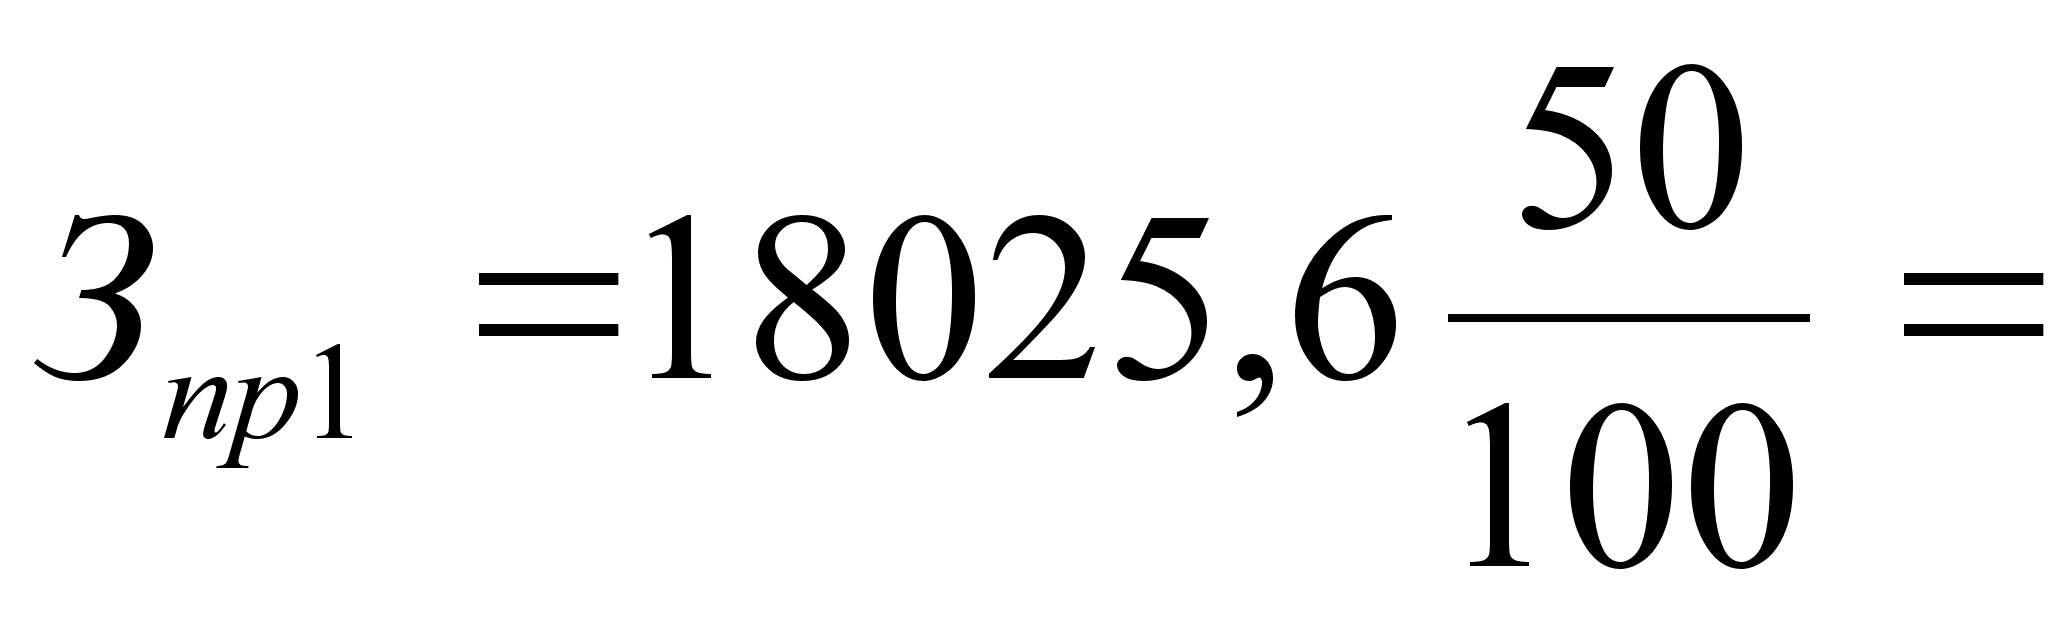 З_пр1 = 18025,6 50/100 =